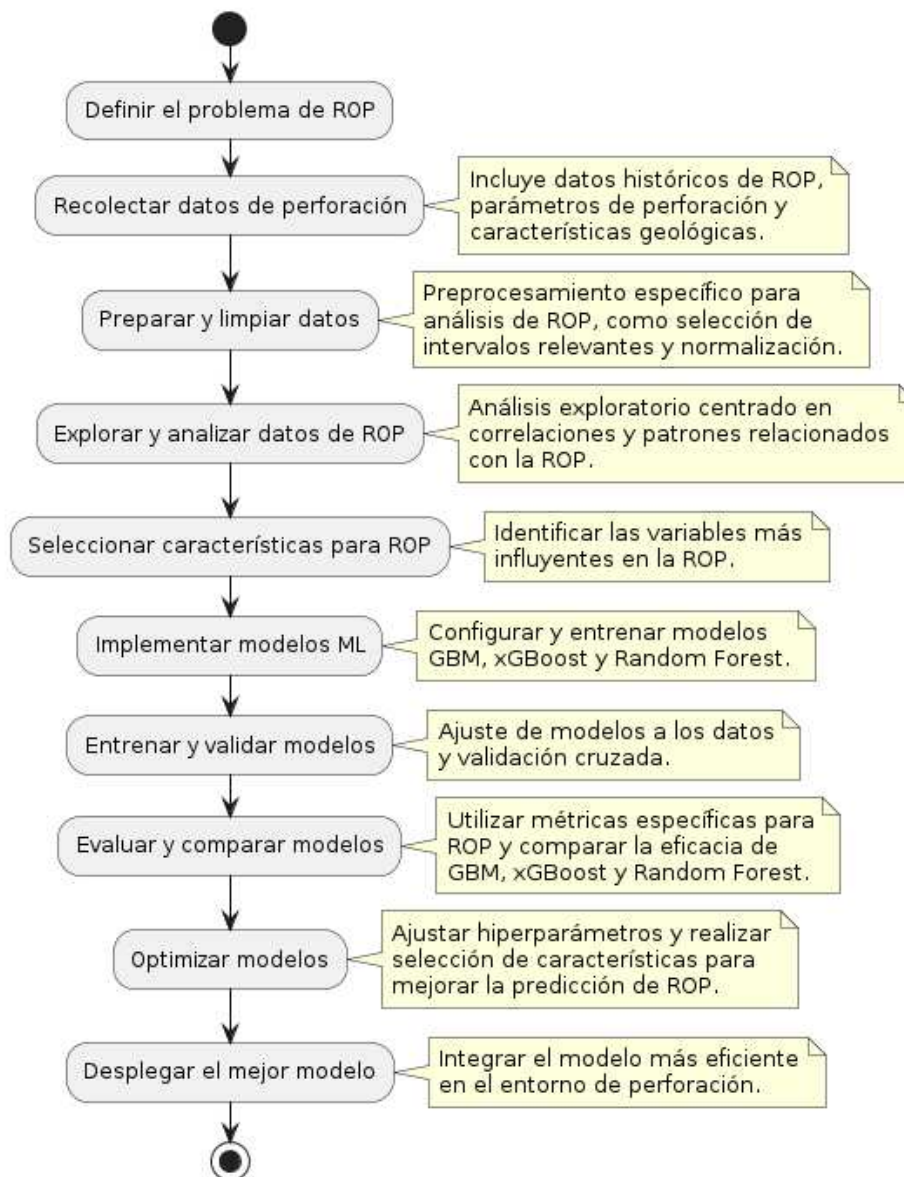 Definir el problema de ROP
Recolectar datos de perforación
Incluye datos históricos de ROP,
parámetros de perforación y
características geológicas.
Preparar y limpiar datos
Preprocesamiento específico para
análisis de ROP, como selección de
intervalos relevantes y normalización.
Explorar y analizar datos de ROP
Análisis exploratorio centrado en
correlaciones y patrones relacionados
con la ROP.
Seleccionar características para ROP
Identificar las variables más
influyentes en la ROP.
Implementar modelos ML
Configurar y entrenar modelos
GBM, xGBoost y Random Forest.
Entrenar y validar modelos
Ajuste de modelos a los datos
y validación cruzada.
Evaluar y comparar modelos
Utilizar métricas específicas para
ROP y comparar la eficacia de
GBM, xGBoost y Random Forest.
Optimizar modelos
Ajustar hiperparámetros y realizar
selección de características para
mejorar la predicción de ROP.
Desplegar el mejor modelo
Integrar el modelo más eficiente
en el entorno de perforación.